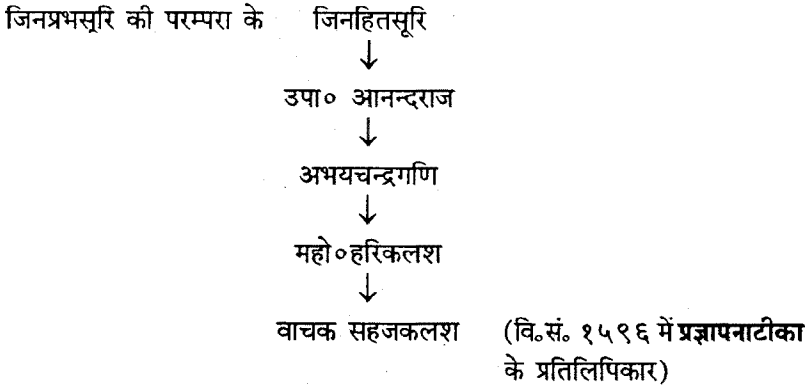 जिनप्रभसूरि की परम्परा के जिनहितसूरि
↓
उपा० आनन्दराज
↓
अभयचन्द्रगणि
↓
महो०हरिकलश
↓
वाचक सहजकलश (वि०सं० १५९६ में प्रज्ञापनाटीका
के प्रतिलिपिकार)